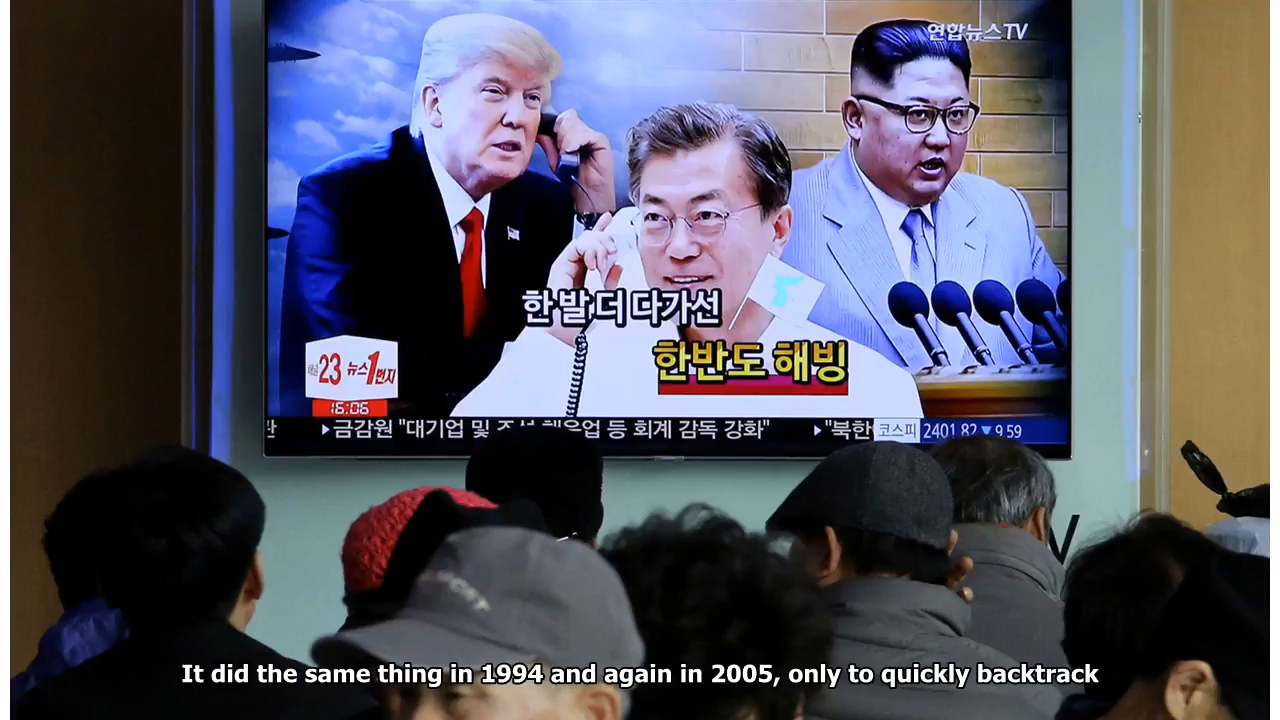 연합뉴스TV
한 발 더 다가선
한반도 해빙
23 뉴스1번지
16:06
▶금감원 "대기업 및 조선 해운업 등 회계 감독 강화" ▶"북한 코스피 2401.82 ▼ 9.59
It did the same thing in 1994 and again in 2005, only to quickly backtrack